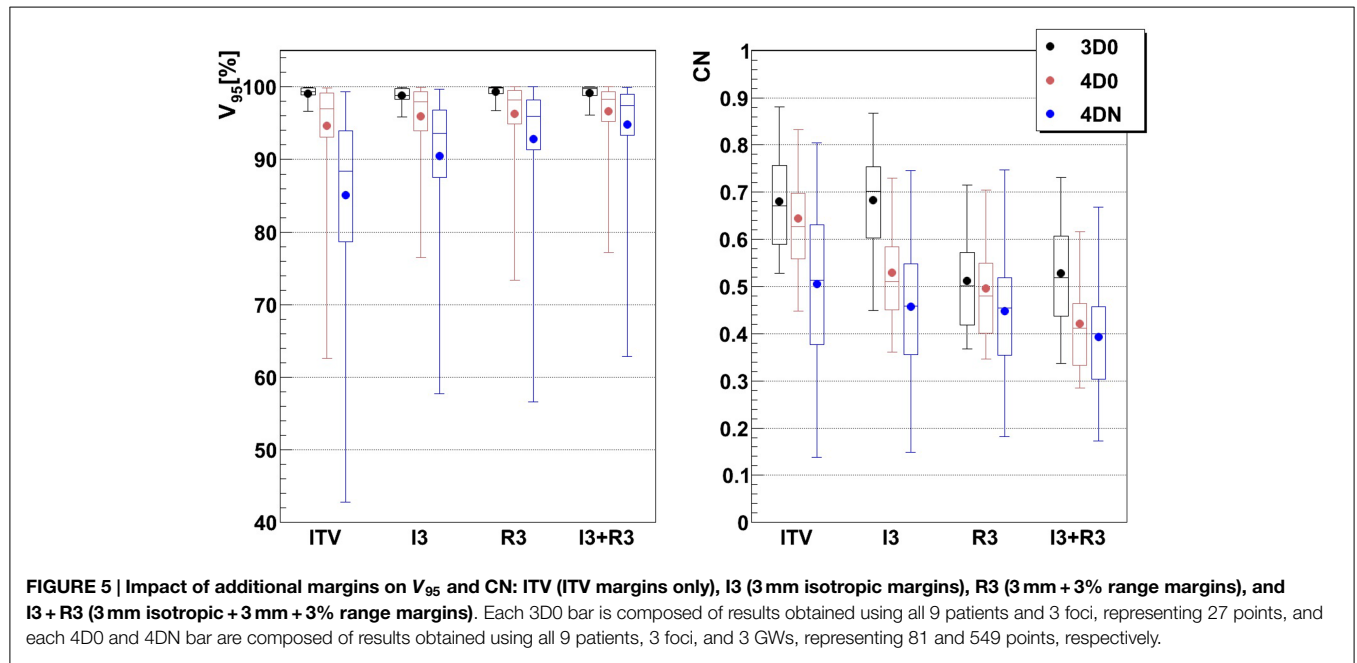 V95[%]
100
90
80
70
60
50
40
ITV
I3
R3
I3+R3
CN
1
0.9
0.8
0.7
0.6
0.5
0.4
0.3
0.2
0.1
0
ITV
I3
R3
I3+R3
3D0
4D0
4DN
FIGURE 5 | Impact of additional margins on V95 and CN: ITV (ITV margins only), I3 (3 mm isotropic margins), R3 (3 mm + 3% range margins), and
I3 + R3 (3 mm isotropic + 3 mm + 3% range margins). Each 3D0 bar is composed of results obtained using all 9 patients and 3 foci, representing 27 points, and
each 4D0 and 4DN bar are composed of results obtained using all 9 patients, 3 foci, and 3 GWs, representing 81 and 549 points, respectively.